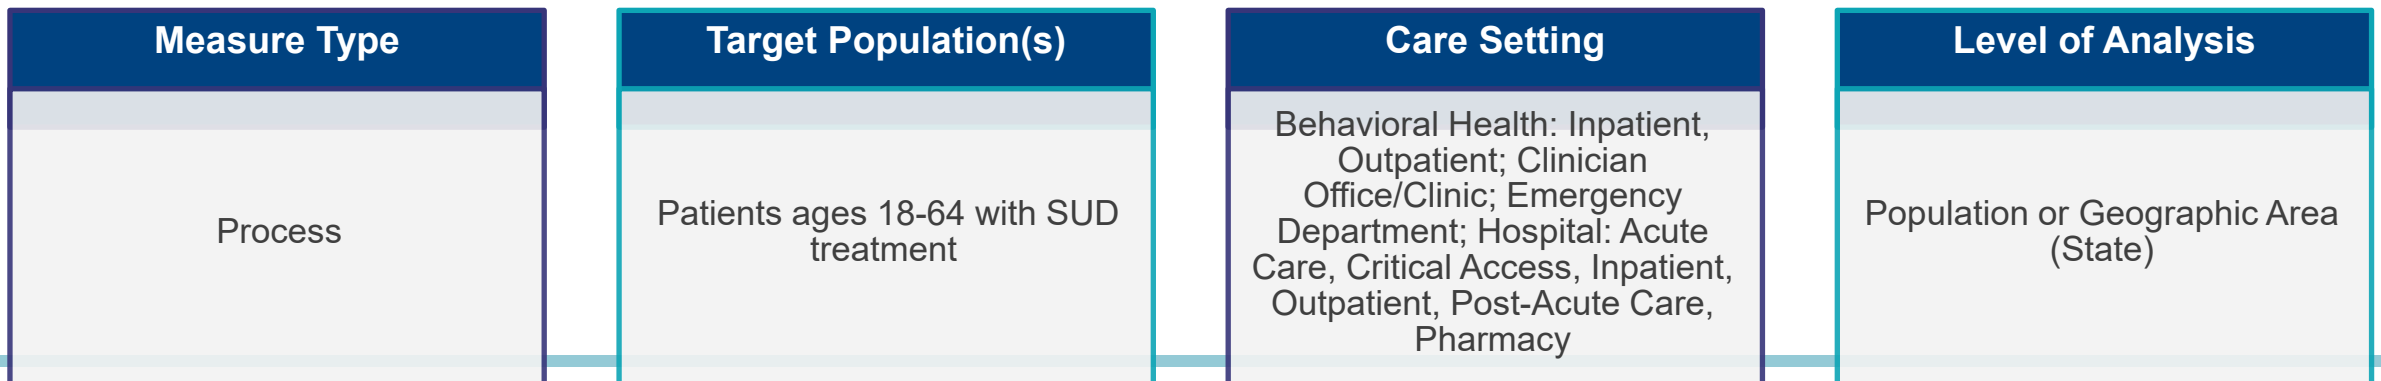 Measure Type
Process
Target Population(s)
Patients ages 18-64 with SUD
treatment
Care Setting
Behavioral Health: Inpatient,
Outpatient; Clinician
Office/Clinic; Emergency
Department; Hospital: Acute
Care, Critical Access, Inpatient,
Outpatient, Post-Acute Care,
Pharmacy
Level of Analysis
Population or Geographic Area
(State)